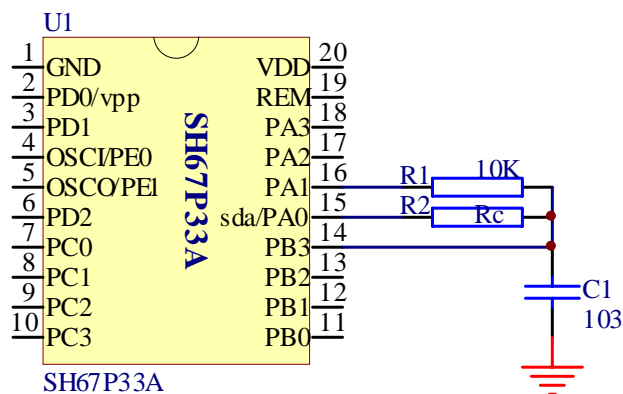 U1
1 GND VDD 20
2 PD0/vpp REM 19
3 PD1 PA3 18
4 OSCI/PE0 PA2 17
5 OSCO/PE1 PA1 16 R1 10K
6 PD2 sda/PA0 15 R2 Rc
7 PC0 PB3 14
8 PC1 PB2 13
9 PC2 PB1 12
10 PC3 PB0 11
SH67P33A
C1
103
SH67P33A